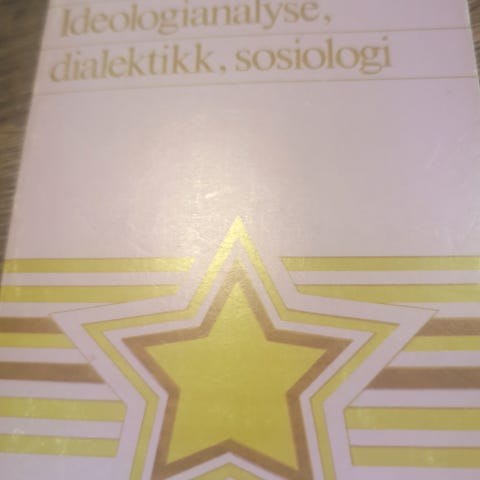 Ideologianalyse,
dialektikk, sosiologi